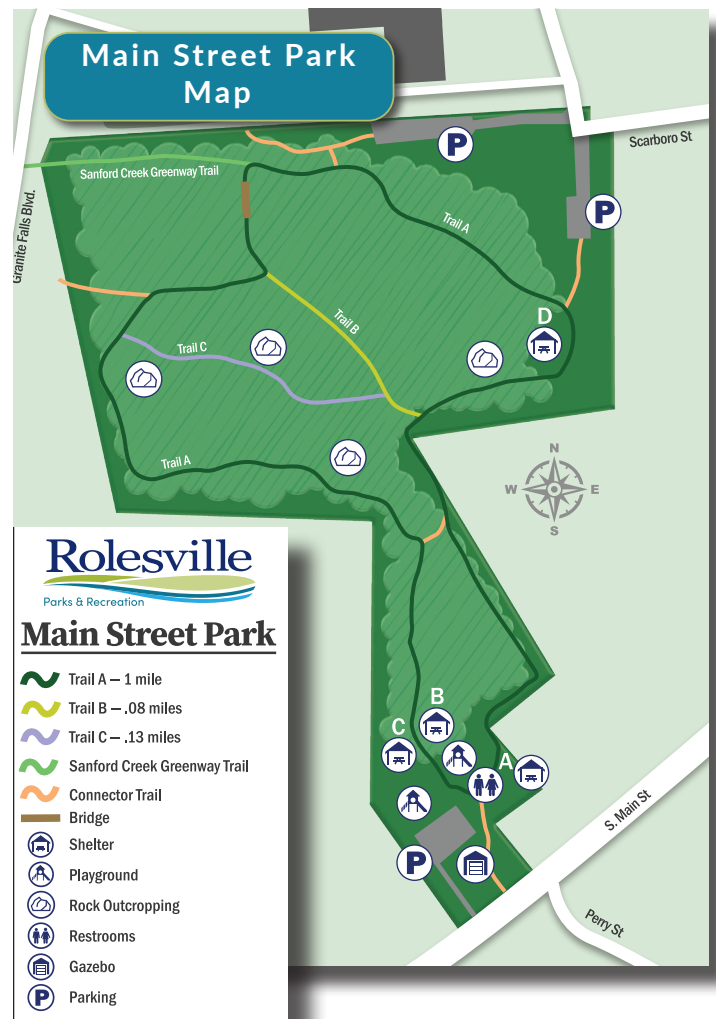 Main Street Park
Map
Scarboro St
Sanford Creek Greenway Trail
Granite Falls Blvd.
P
P
Trail A
Trail B
D
Trail C
Trail A
N
W
E
S
Rolesville
Parks & Recreation
Main Street Park
Trail A — 1 mile
Trail B — .08 miles
Trail C — .13 miles
Sanford Creek Greenway Trail
Connector Trail
Bridge
Shelter
Playground
Rock Outcropping
Restrooms
Gazebo
P Parking
B
C
A
P
S. Main St
Perry St